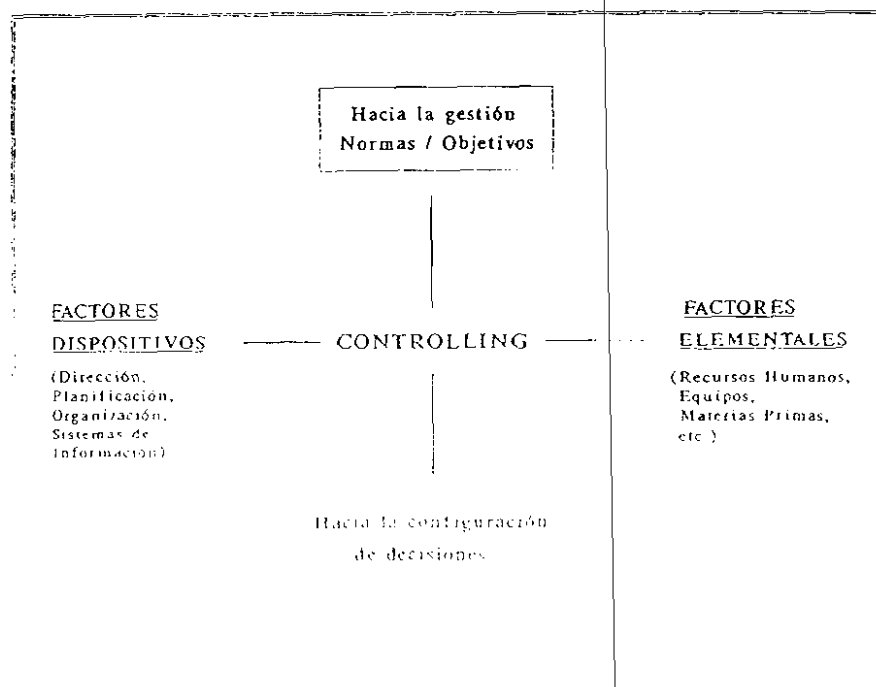 Hacia la gestión
Normas / Objetivos
FACTORES
DISPOSITIVOS
(Dirección,
Planificación,
Organización,
Sistemas de
Información)
CONTROLLING
FACTORES
ELEMENTALES
(Recursos Humanos,
Equipos,
Materias Primas,
etc.)
Hacia la configuración
de decisiones